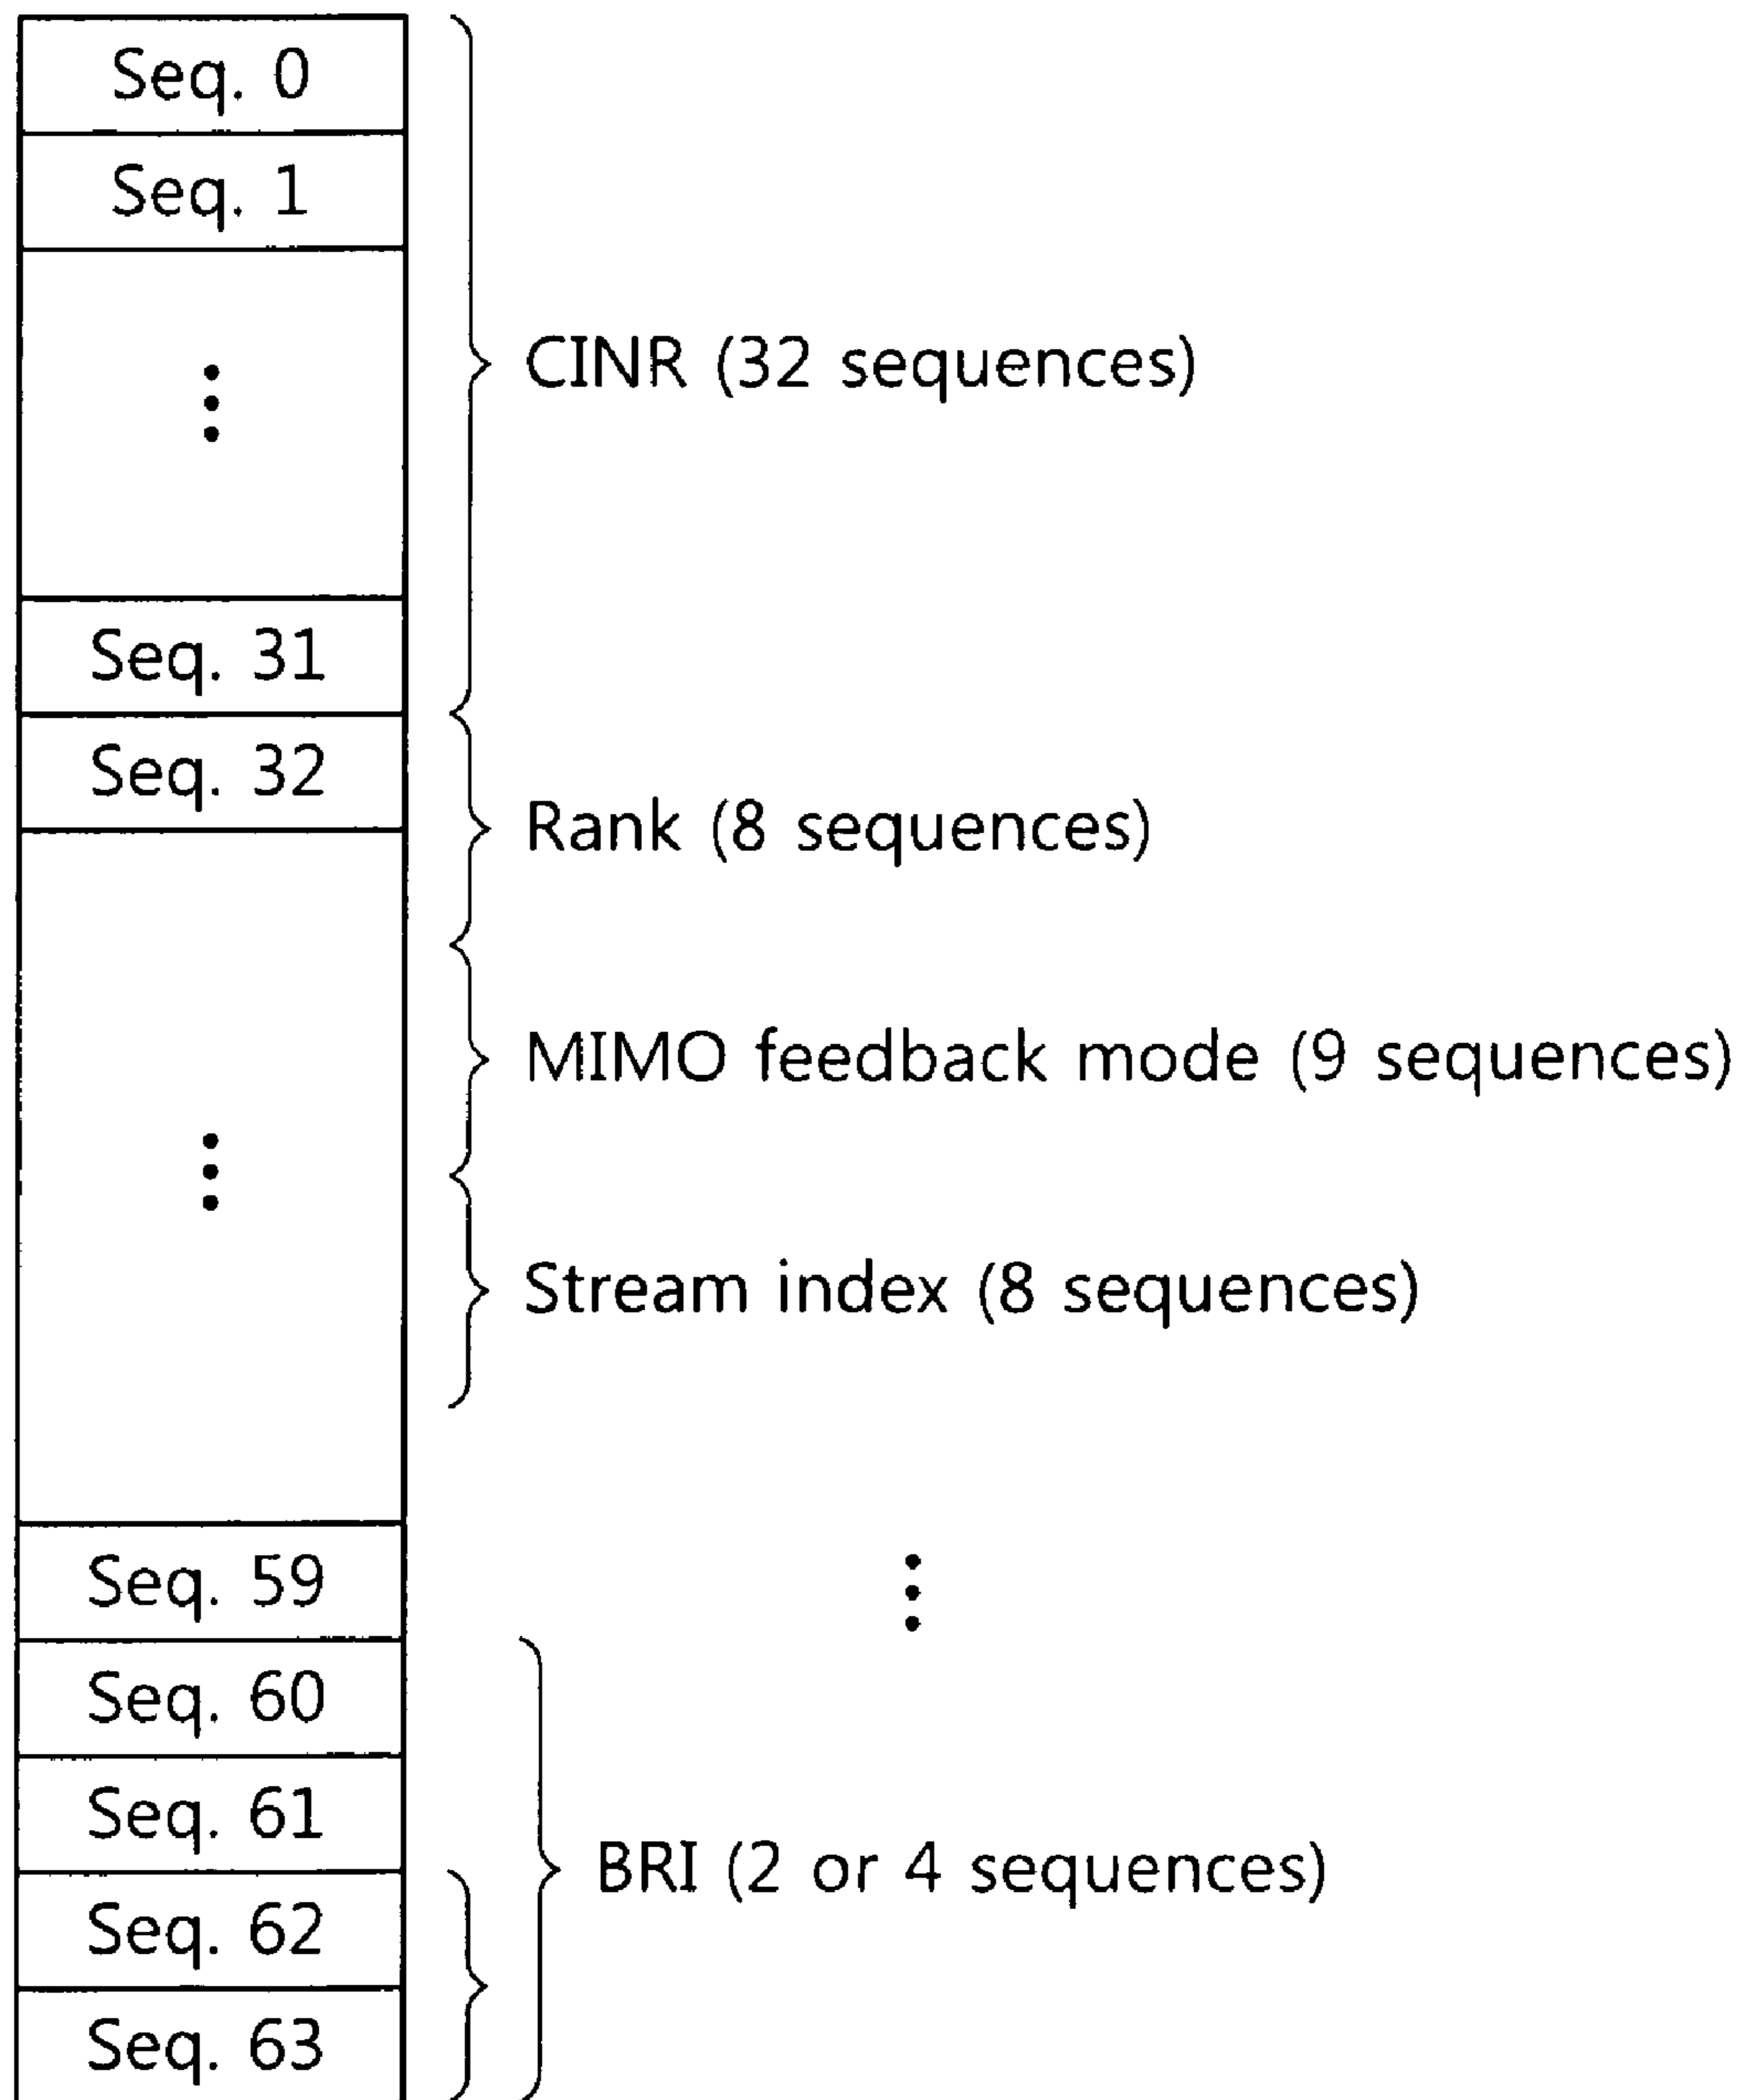 Seq. 0
Seq. 1
CINR (32 sequences)
Seq. 31
Seq. 32
Rank (8 sequences)
MIMO feedback mode (9 sequences)
Stream index (8 sequences)
Seq. 59
Seq. 60
Seq. 61
BRI (2 or 4 sequences)
Seq. 62
Seq. 63